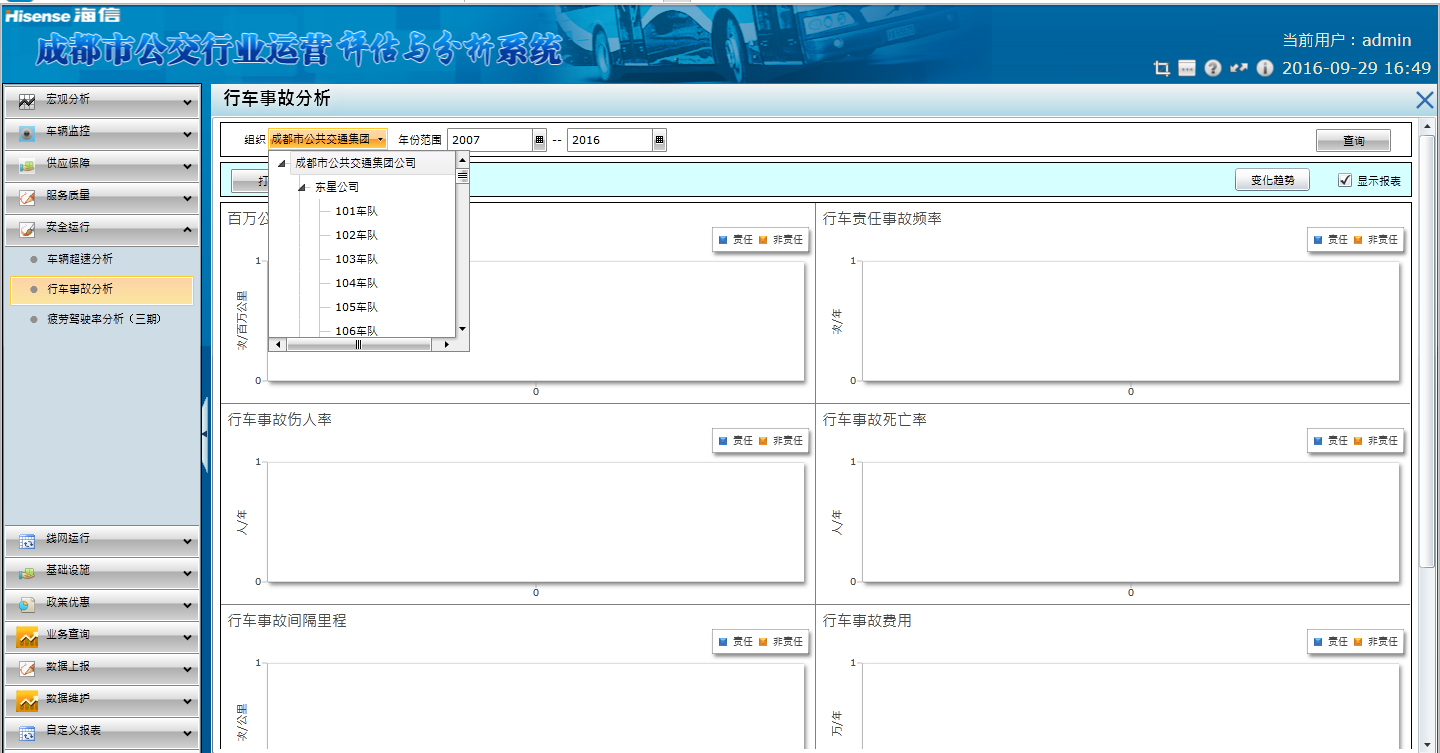 Hisense 海信
成都市公交行业运营评估与分析系统
当前用户：admin
2016-09-29 16:49
宏观分析
车辆监控
供应保障
服务质量
安全运行
车辆超速分析
行车事故分析
疲劳驾驶率分析（三期）
线网运行
基础设施
政策优惠
业务查询
数据上报
数据维护
自定义报表
行车事故分析
组织 成都市公共交通集团 年份范围 2007 -- 2016 查询
成都市公共交通集团公司
东星公司
101车队
102车队
103车队
104车队
105车队
106车队
打 变化趋势 显示报表
百万公
责任 非责任
1
次/百万公里
0
0
行车责任事故频率
责任 非责任
1
次/年
0
0
行车事故伤人率
责任 非责任
1
人/年
0
0
行车事故死亡率
责任 非责任
1
人/年
0
0
行车事故间隔里程
责任 非责任
1
次/公里
行车事故费用
责任 非责任
1
万/年